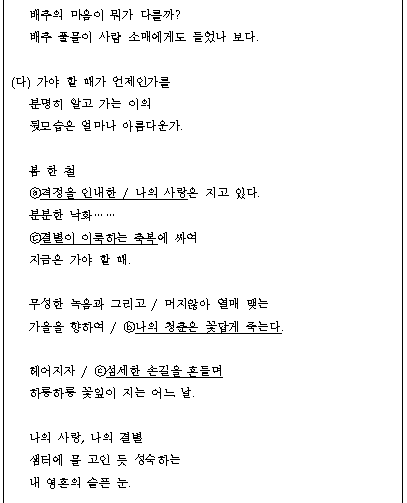 배추의 마음이 뭐가 다를까?
배추 풀물이 사람 소매에게도 들었나 보다.
(다) 가야 할 때가 언제인가를
분명히 알고 가는 이의
뒷모습은 얼마나 아름다운가.
봄 한 철
ⓐ격정을 인내한 / 나의 사랑은 지고 있다.
분분한 낙화……
ⓒ결별이 이룩하는 축복에 싸여
지금은 가야 할 때.
무성한 녹음과 그리고 / 머지않아 열매 맺는
가을을 향하여 / ⓑ나의 청춘은 꽃답게 죽는다.
헤어지자 / ⓒ섬세한 손길을 흔들며
하롱하롱 꽃잎이 지는 어느 날.
나의 사랑, 나의 결별
샘터에 물 고인 듯 성숙하는
내 영혼의 슬픈 눈.